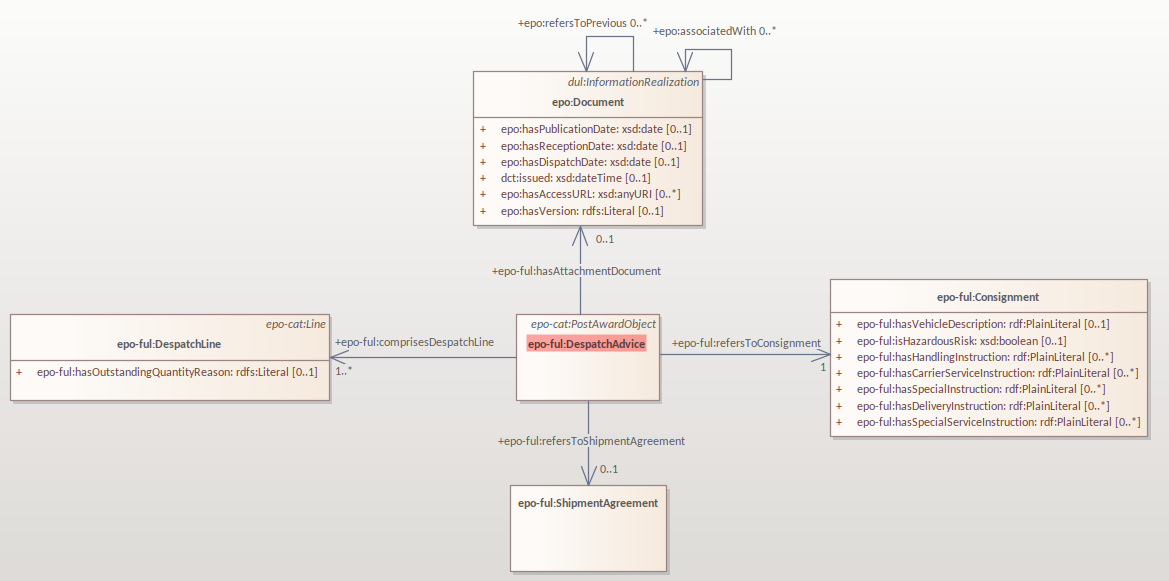 +epo:refersToPrevious 0..*
+epo:associatedWith 0..*
dul:InformationRealization
epo:Document
+ epo:hasPublicationDate: xsd:date [0..1]
+ epo:hasReceptionDate: xsd:date [0..1]
+ epo:hasDispatchDate: xsd:date [0..1]
+ dct:issued: xsd:dateTime [0..1]
+ epo:hasAccessURL: xsd:anyURI [0..*]
+ epo:hasVersion: rdfs:Literal [0..1]
0..1
+epo-ful:hasAttachmentDocument
epo-cat:Line
epo-ful:DespatchLine
+ epo-ful:hasOutstandingQuantityReason: rdfs:Literal [0..1]
+epo-ful:comprisesDespatchLine
1..*
epo-cat:PostAwardObject
epo-ful:DespatchAdvice
+epo-ful:refersToConsignment
1
epo-ful:Consignment
+ epo-ful:hasVehicleDescription: rdf:PlainLiteral [0..1]
+ epo-ful:isHazardousRisk: xsd:boolean [0..1]
+ epo-ful:hasHandlingInstruction: rdf:PlainLiteral [0..*]
+ epo-ful:hasCarrierServiceInstruction: rdf:PlainLiteral [0..*]
+ epo-ful:hasSpecialInstruction: rdf:PlainLiteral [0..*]
+ epo-ful:hasDeliveryInstruction: rdf:PlainLiteral [0..*]
+ epo-ful:hasSpecialServiceInstruction: rdf:PlainLiteral [0..*]
+epo-ful:refersToShipmentAgreement
0..1
epo-ful:ShipmentAgreement